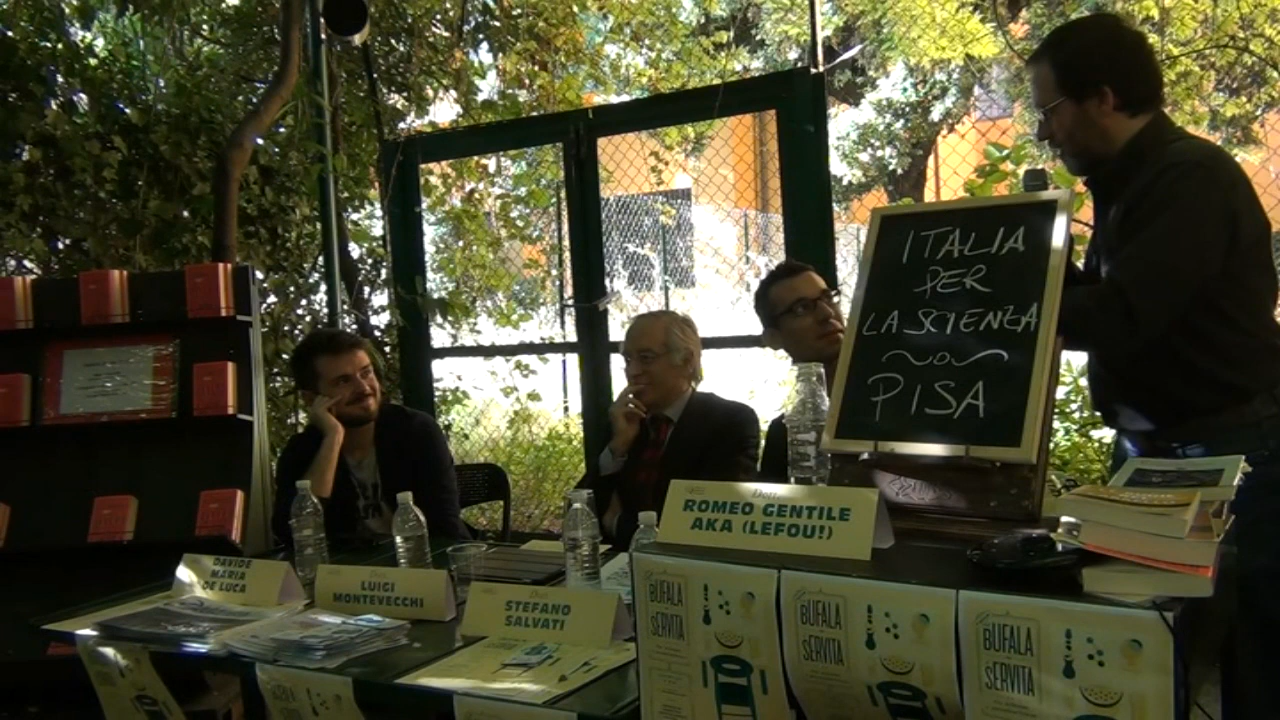 ITALIA
PER
LA SCIENZA
PISA
Dott.
ROMEO GENTILE
AKA (LEFOU!)
DAVIDE
MARIA
DE LUCA
LUIGI
MONTEVECCHI
Dott.
STEFANO
SALVATI
BUFALA
è SERVITA
BUFALA
è SERVITA
BUFALA
è SERVITA